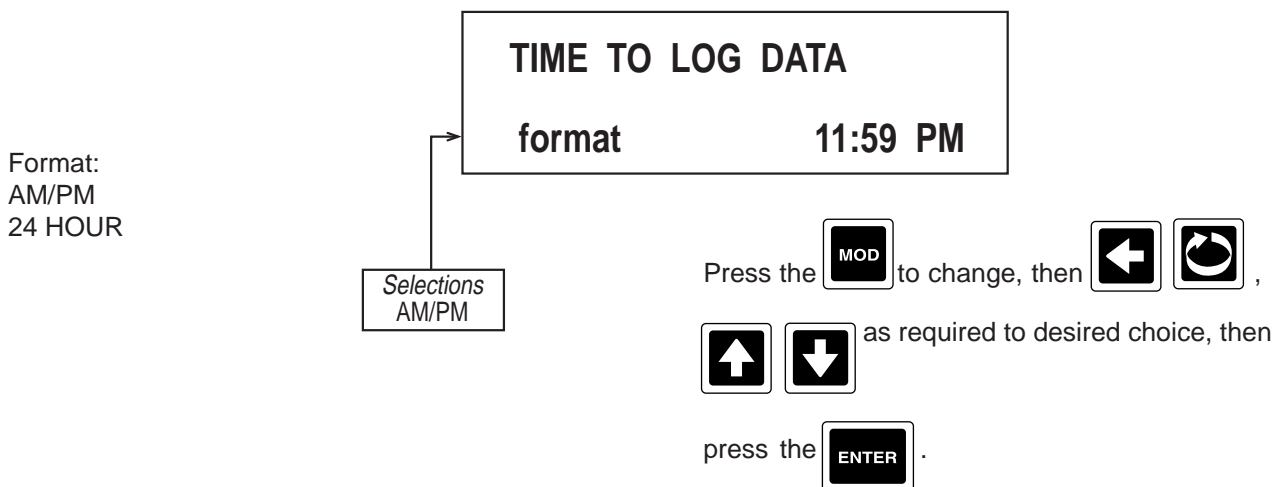 TIME TO LOG DATA
format 11:59 PM
Format:
AM/PM
24 HOUR
Selections
AM/PM
Press the MOD to change, then ,
as required to desired choice, then
press the ENTER .